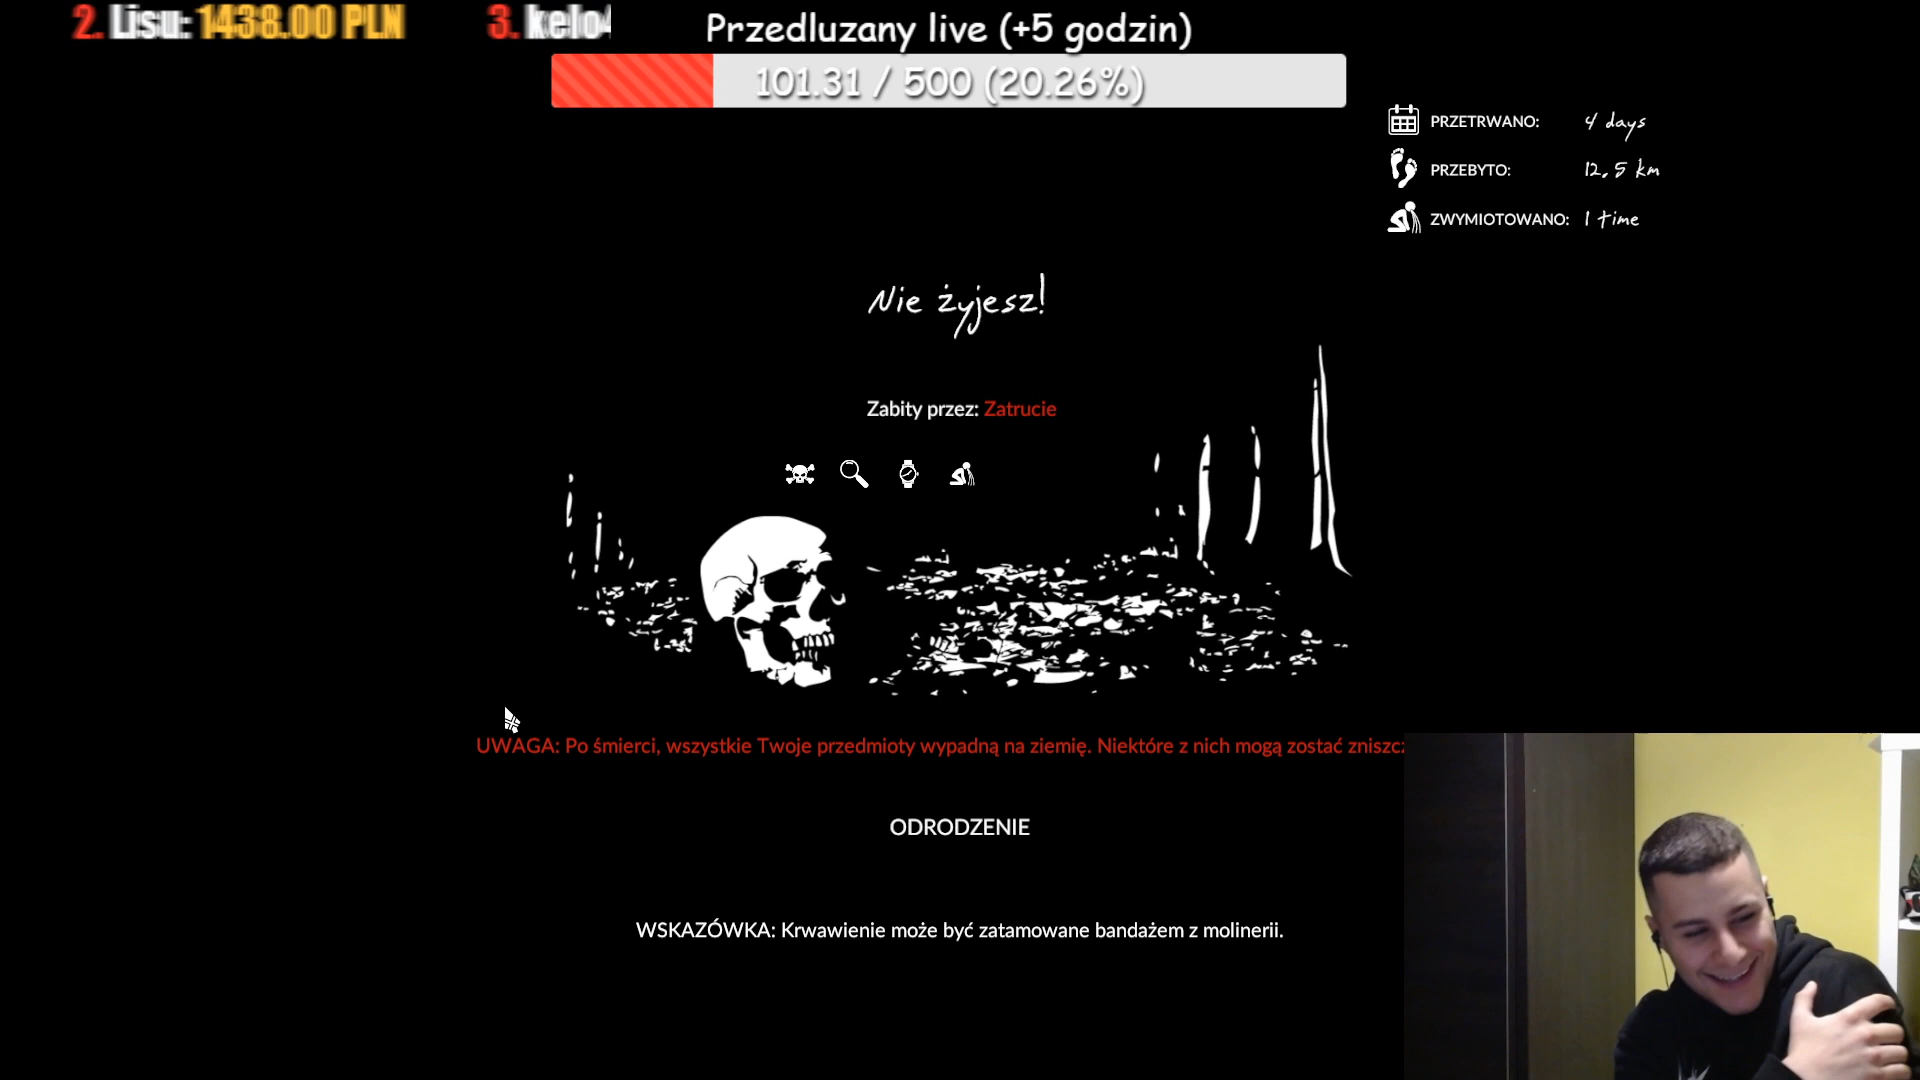 2. Lisu: 1438.00 PLN 3. kelo4
Przedluzany live (+5 godzin)
101.31 / 500 (20.26%)
PRZETRWANO: 4 days
PRZEBYTO: 12.5 km
ZWYMIOTOWANO: 1 time
Nie żyjesz!
Zabity przez: Zatrucie
UWAGA: Po śmierci, wszystkie Twoje przedmioty wypadną na ziemię. Niektóre z nich mogą zostać zniszcz
ODRODZENIE
WSKAZÓWKA: Krwawienie może być zatamowane bandażem z molinerii.